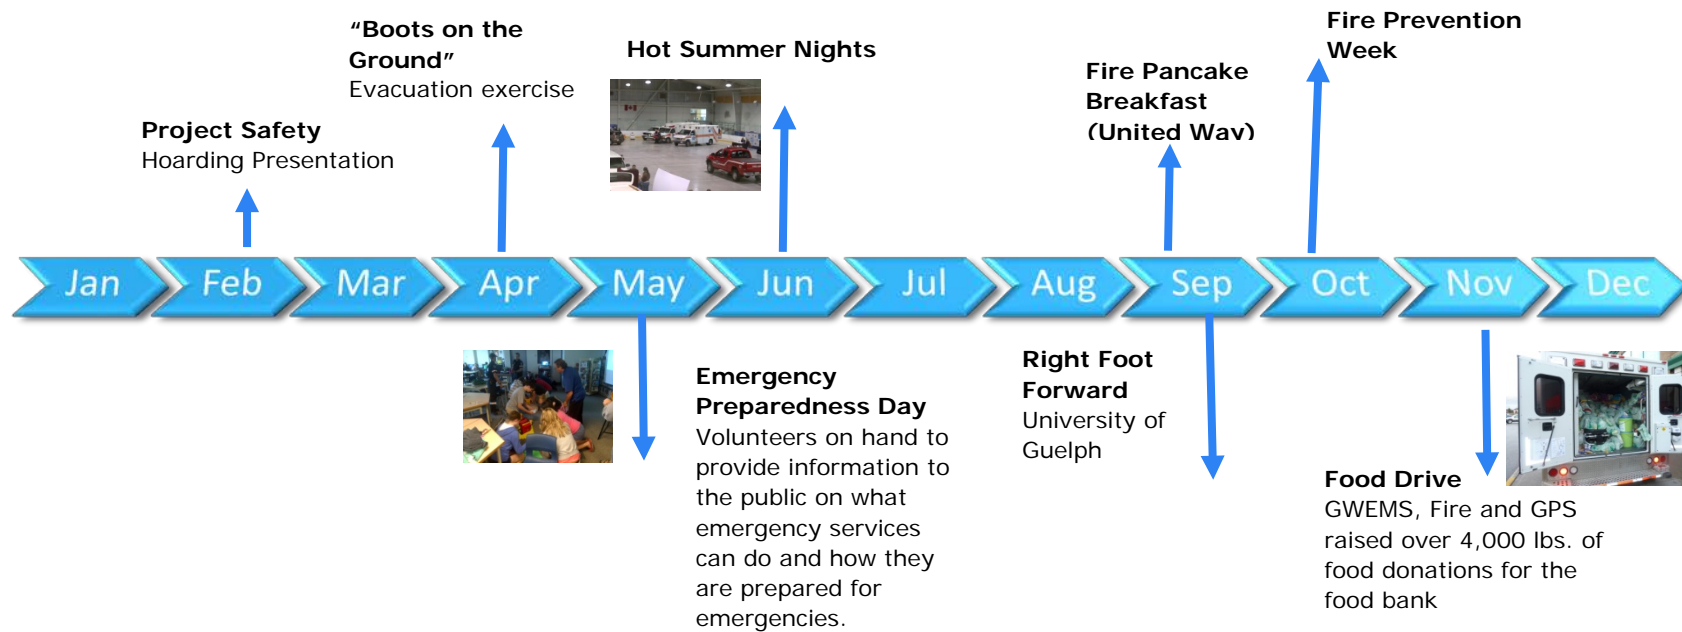 “Boots on the
Ground”
Evacuation exercise
Hot Summer Nights
Fire Prevention
Week
Fire Pancake
Breakfast
(United Way)
Project Safety
Hoarding Presentation
Jan
Feb
Mar
Apr
May
Jun
Jul
Aug
Sep
Oct
Nov
Dec
Emergency
Preparedness Day
Volunteers on hand to
provide information to
the public on what
emergency services
can do and how they
are prepared for
emergencies.
Right Foot
Forward
University of
Guelph
Food Drive
GWEMS, Fire and GPS
raised over 4,000 lbs. of
food donations for the
food bank